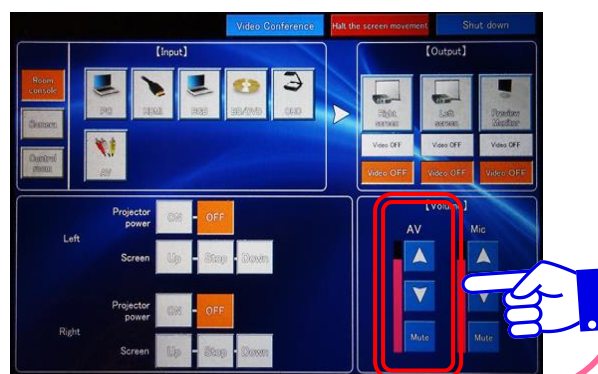 Video Conference
Halt the screen movement
Shut down
【Input】
【Output】
Room console
Camera
Control room
PC
HDMI
RGB
BD/DVD
OHC
AV
Right screen
Left screen
Preview Monitor
Video OFF
Video OFF
Video OFF
Video OFF
Video OFF
Video OFF
Left
Projector power
ON
OFF
Screen
Up
Stop
Down
Right
Projector power
ON
OFF
Screen
Up
Stop
Down
【Volume】
AV
Mic
Mute
Mute